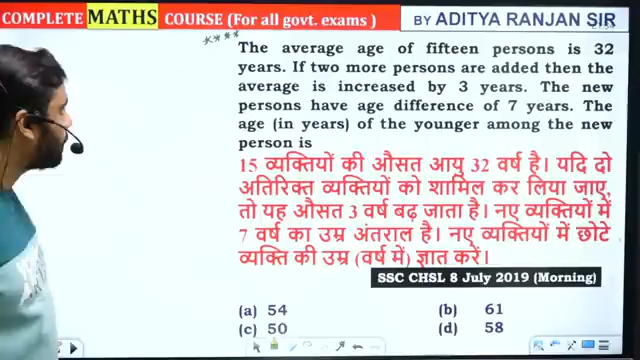 COMPLETE MATHS COURSE (For all govt. exams)
BY ADITYA RANJAN SIR
The average age of fifteen persons is 32
years. If two more persons are added then the
average is increased by 3 years. The new
persons have age difference of 7 years. The
age (in years) of the younger among the new
person is
15 व्यक्तियों की औसत आयु 32 वर्ष है। यदि दो
अतिरिक्त व्यक्तियों को शामिल कर लिया जाए,
तो यह औसत 3 वर्ष बढ़ जाता है। नए व्यक्तियों में
7 वर्ष का उम्र अंतराल है। नए व्यक्तियों में छोटे
व्यक्ति की उम्र (वर्ष में) ज्ञात करें।
SSC CHSL 8 July 2019 (Morning)
(a) 54
(b) 61
(c) 50
(d) 58